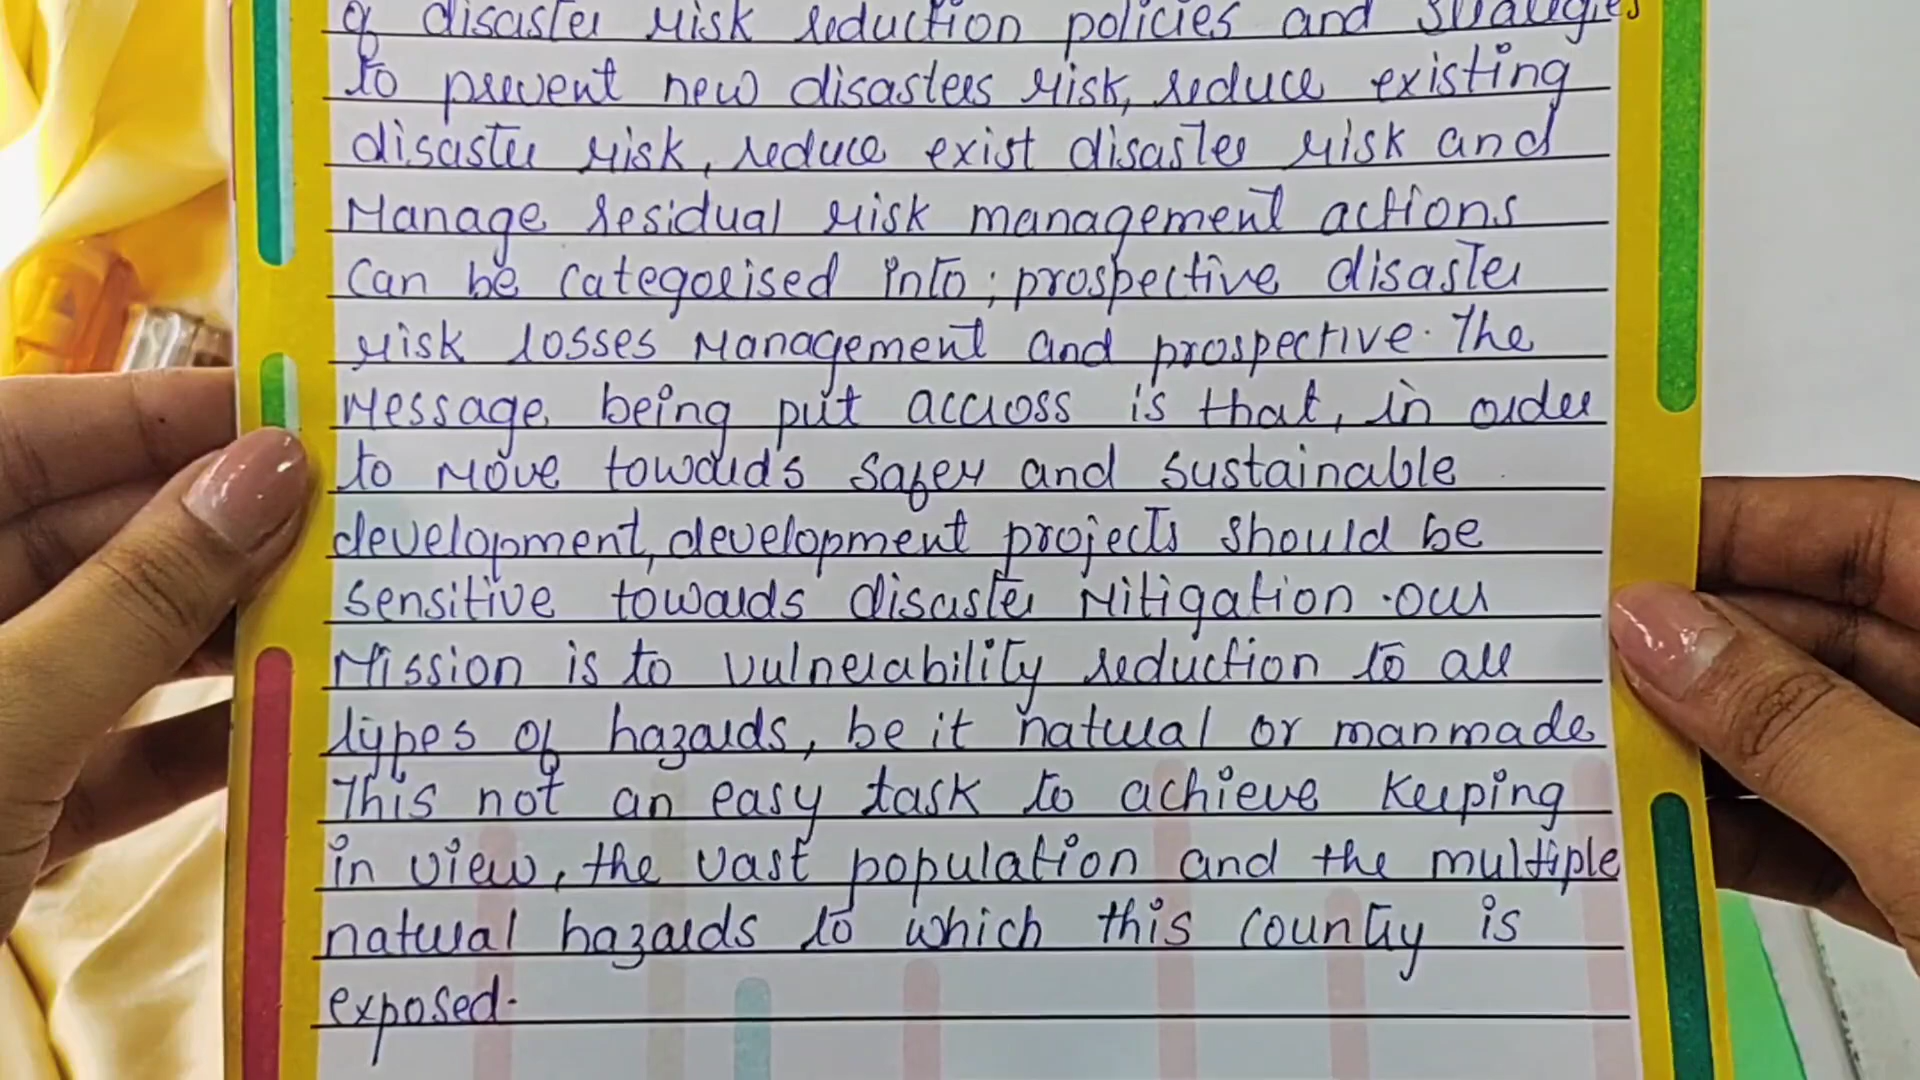 of disaster risk reduction policies and strategies
to prevent new disasters risk, reduce existing
disaster risk, reduce exist disaster risk and
Manage residual risk management actions
can be categorised into; prospective disaster
risk losses Management and prospective. The
Message being put accross is that, in order
to Move towards safer and sustainable
development, development projects should be
sensitive towards disaster Mitigation. Our
Mission is to vulnerability reduction to all
types of hazards, be it natural or manmade
This not an easy task to achieve keeping
in view, the vast population and the multiple
natural hazards to which this country is
exposed.